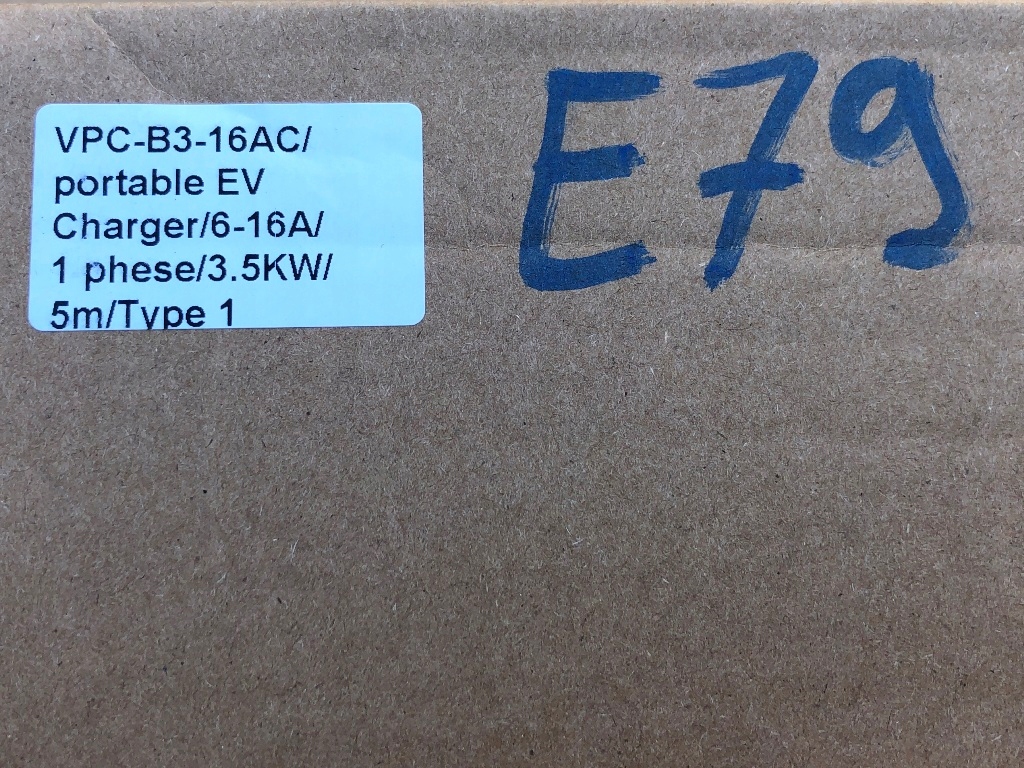 VPC-B3-16AC/
portable EV
Charger/6-16A/
1 phese/3.5KW/
5m/Type 1
E79